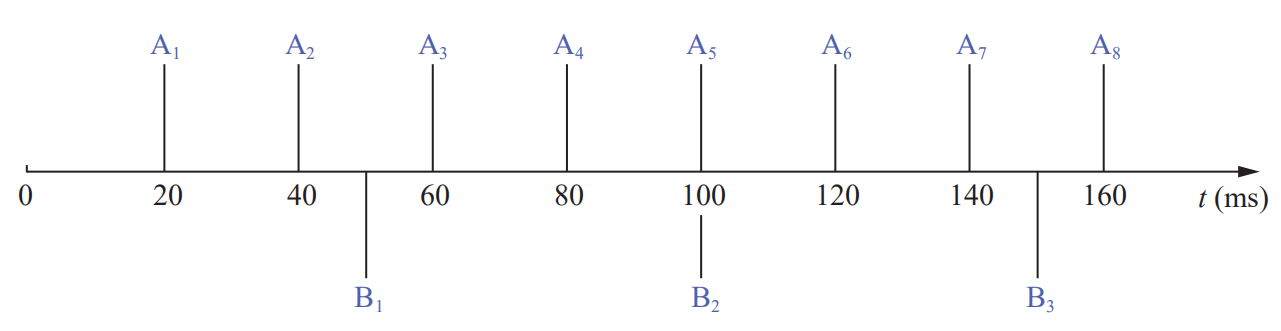 A₁ A₂ A₃ A₄ A₅ A₆ A₇ A₈
0 20 40 60 80 100 120 140 160 t (ms)
B₁ B₂ B₃